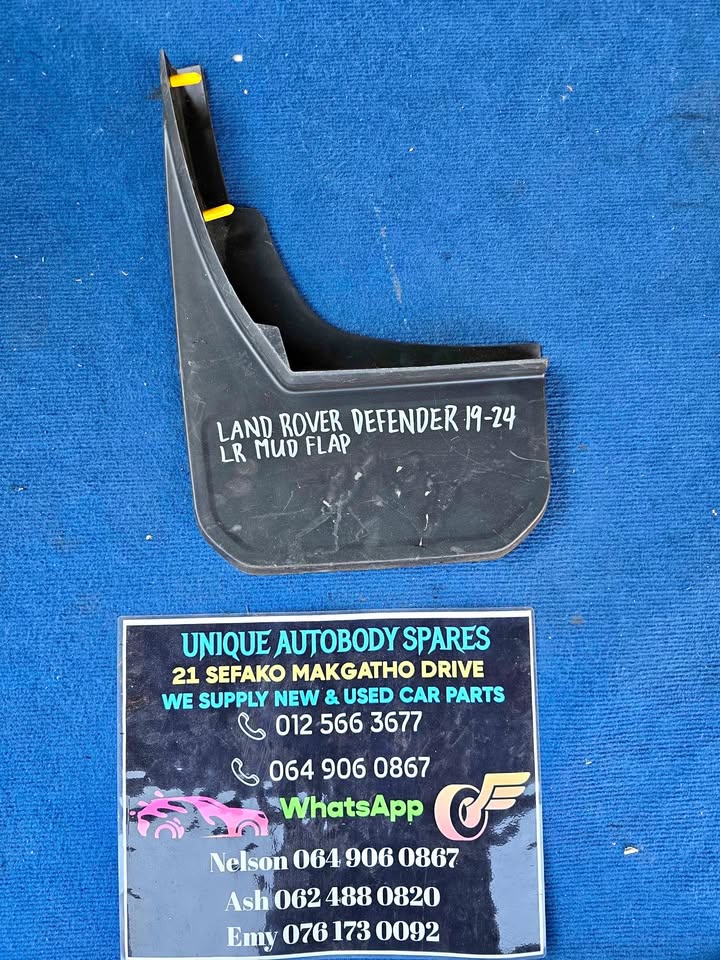 LAND ROVER DEFENDER 19-24
LR MUD FLAP
UNIQUE AUTOBODY SPARES
21 SEFAKO MAKGATHO DRIVE
WE SUPPLY NEW & USED CAR PARTS
012 566 3677
064 906 0867
WhatsApp
Nelson 064 906 0867
Ash 062 488 0820
Emy 076 173 0092